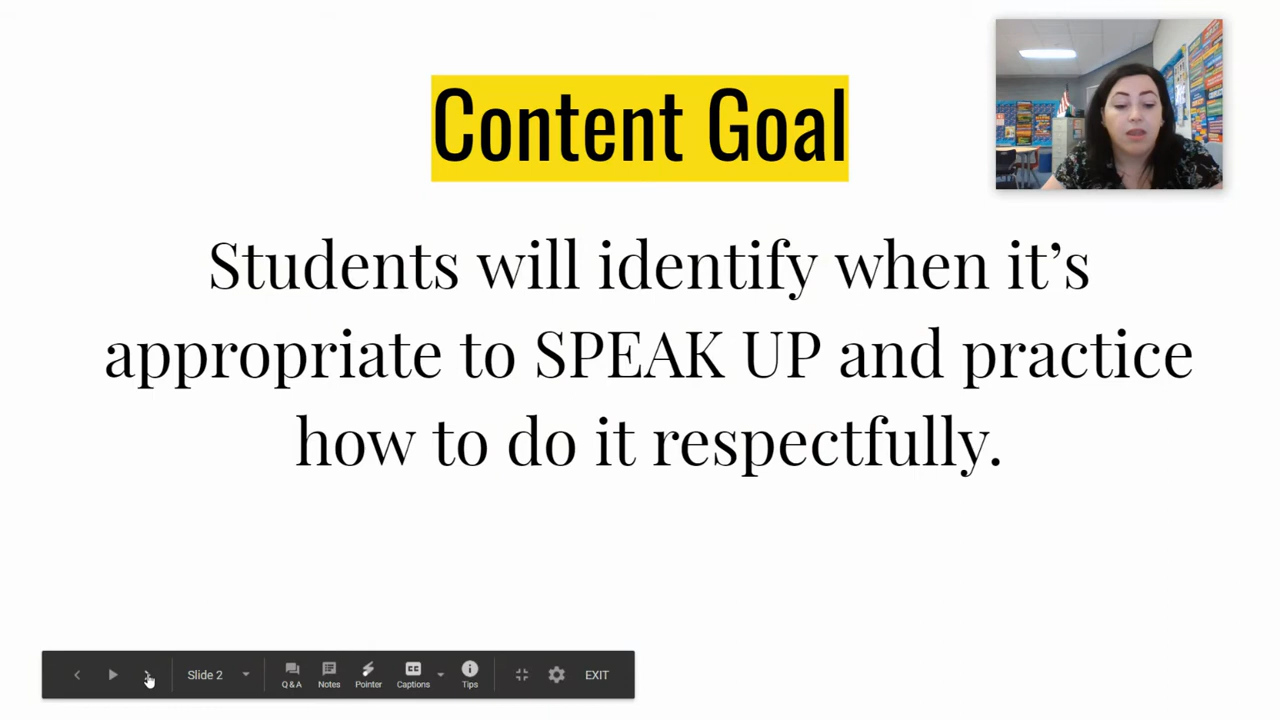 Content Goal
Students will identify when it’s
appropriate to SPEAK UP and practice
how to do it respectfully.
Slide 2
Q & A
Notes
Pointer
CC
Captions
Tips
EXIT